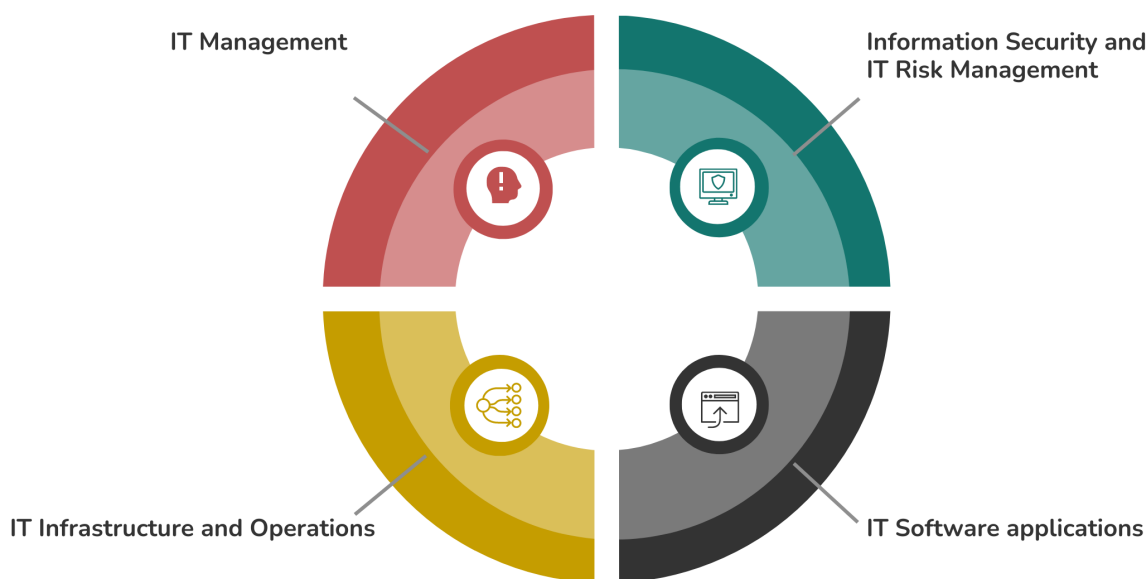 IT Management
Information Security and
IT Risk Management
IT Infrastructure and Operations
IT Software applications